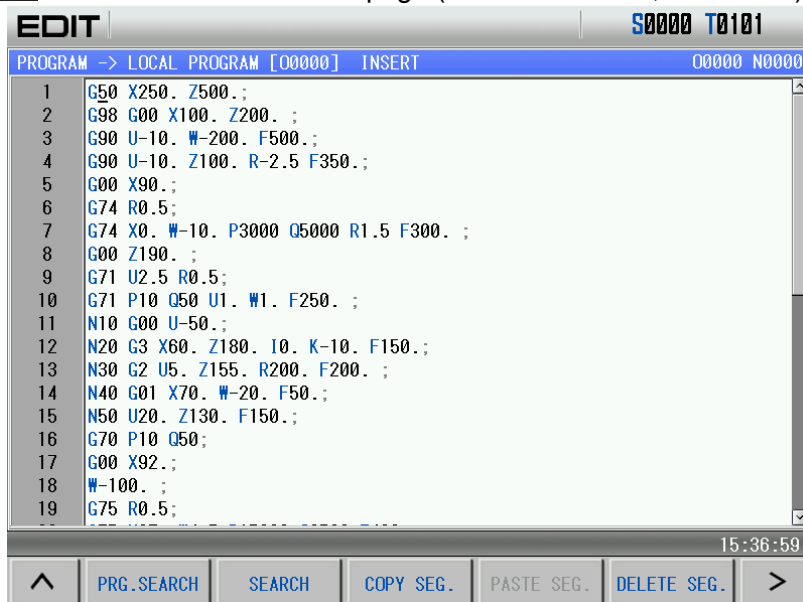 EDIT S0000 T0101
PROGRAM -> LOCAL PROGRAM [O0000] INSERT O0000 N0000
1 G50 X250. Z500.;
2 G98 G00 X100. Z200. ;
3 G90 U-10. W-200. F500.;
4 G90 U-10. Z100. R-2.5 F350.;
5 G00 X90.;
6 G74 R0.5;
7 G74 X0. W-10. P3000 Q5000 R1.5 F300. ;
8 G00 Z190. ;
9 G71 U2.5 R0.5;
10 G71 P10 Q50 U1. W1. F250. ;
11 N10 G00 U-50.;
12 N20 G3 X60. Z180. I0. K-10. F150.;
13 N30 G2 U5. Z155. R200. F200. ;
14 N40 G01 X70. W-20. F50.;
15 N50 U20. Z130. F150.;
16 G70 P10 Q50;
17 G00 X92.;
18 W-100. ;
19 G75 R0.5;
15:36:59
^ PRG.SEARCH SEARCH COPY SEG. PASTE SEG. DELETE SEG. >